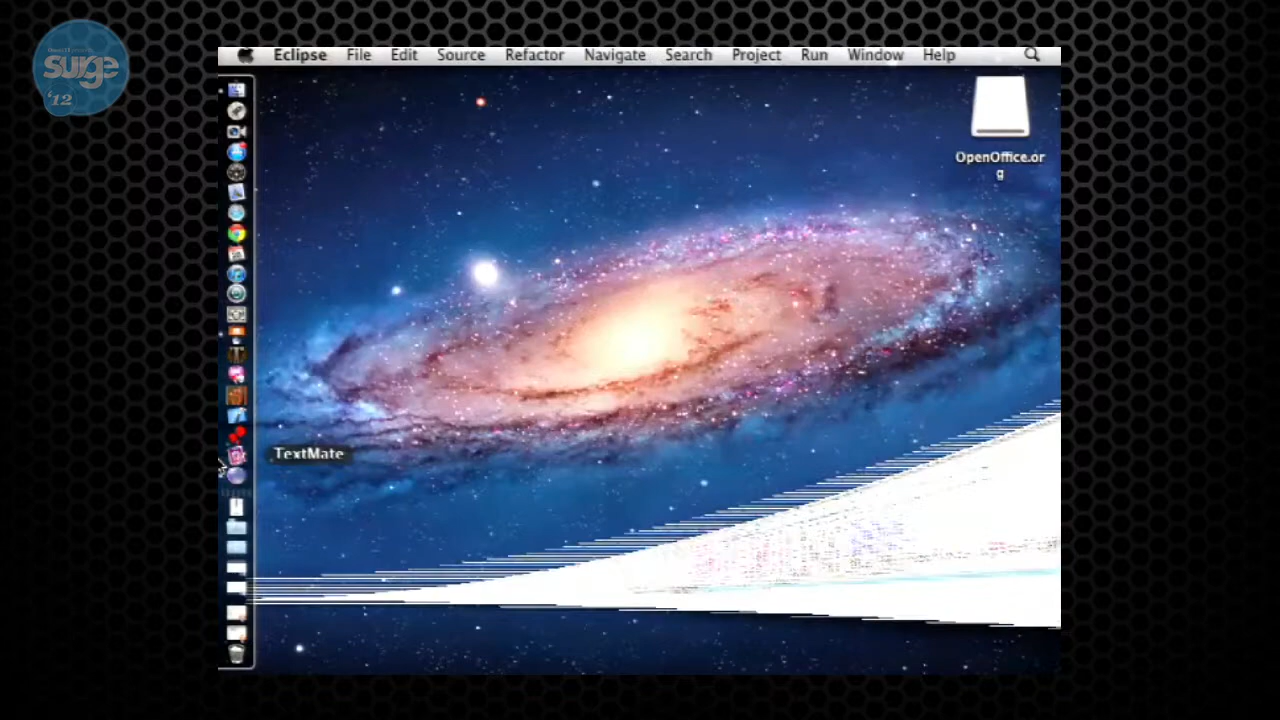 surge
'12
Eclipse File Edit Source Refactor Navigate Search Project Run Window Help
OpenOffice.or
g
TextMate